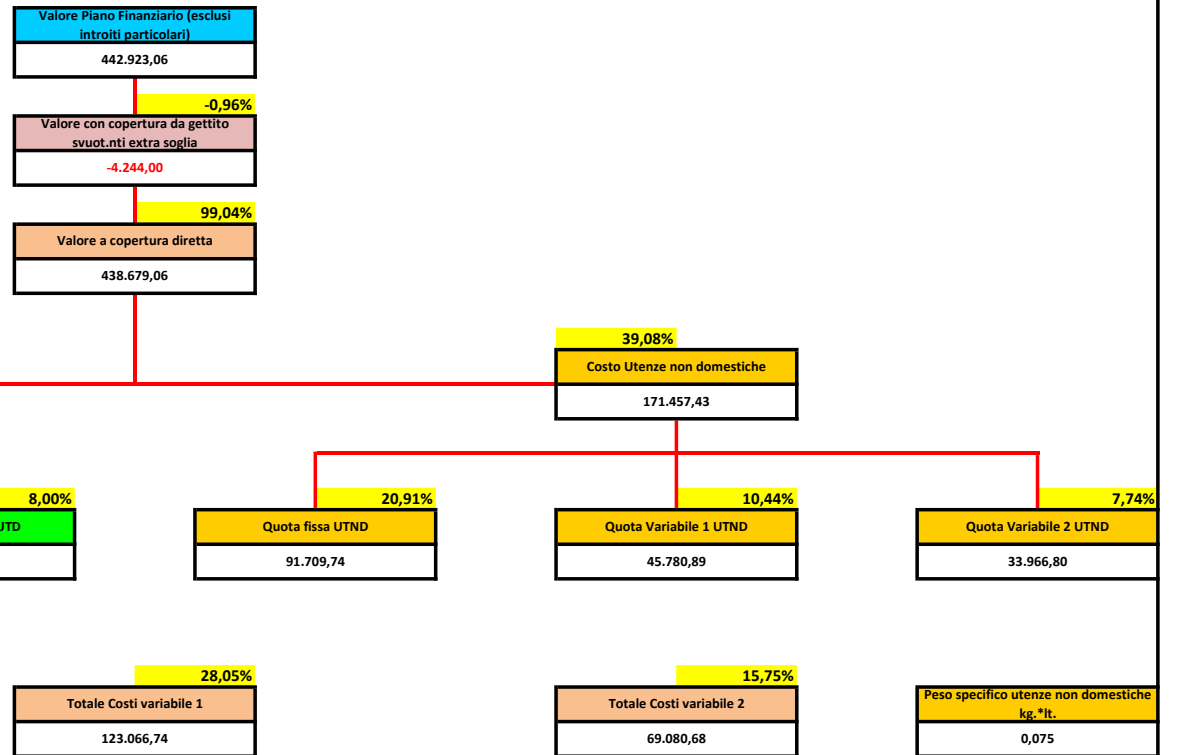 Valore Piano Finanziario (esclusi
introiti particolari)
442.923,06
-0,96%
Valore con copertura da gettito
svuot.nti extra soglia
-4.244,00
99,04%
Valore a copertura diretta
438.679,06
39,08%
Costo Utenze non domestiche
171.457,43
8,00%
20,91%
10,44%
7,74%
UTD
Quota fissa UTND
Quota Variabile 1 UTND
Quota Variabile 2 UTND
91.709,74
45.780,89
33.966,80
28,05%
15,75%
Totale Costi variabile 1
Totale Costi variabile 2
Peso specifico utenze non domestiche
kg.*lt.
123.066,74
69.080,68
0,075